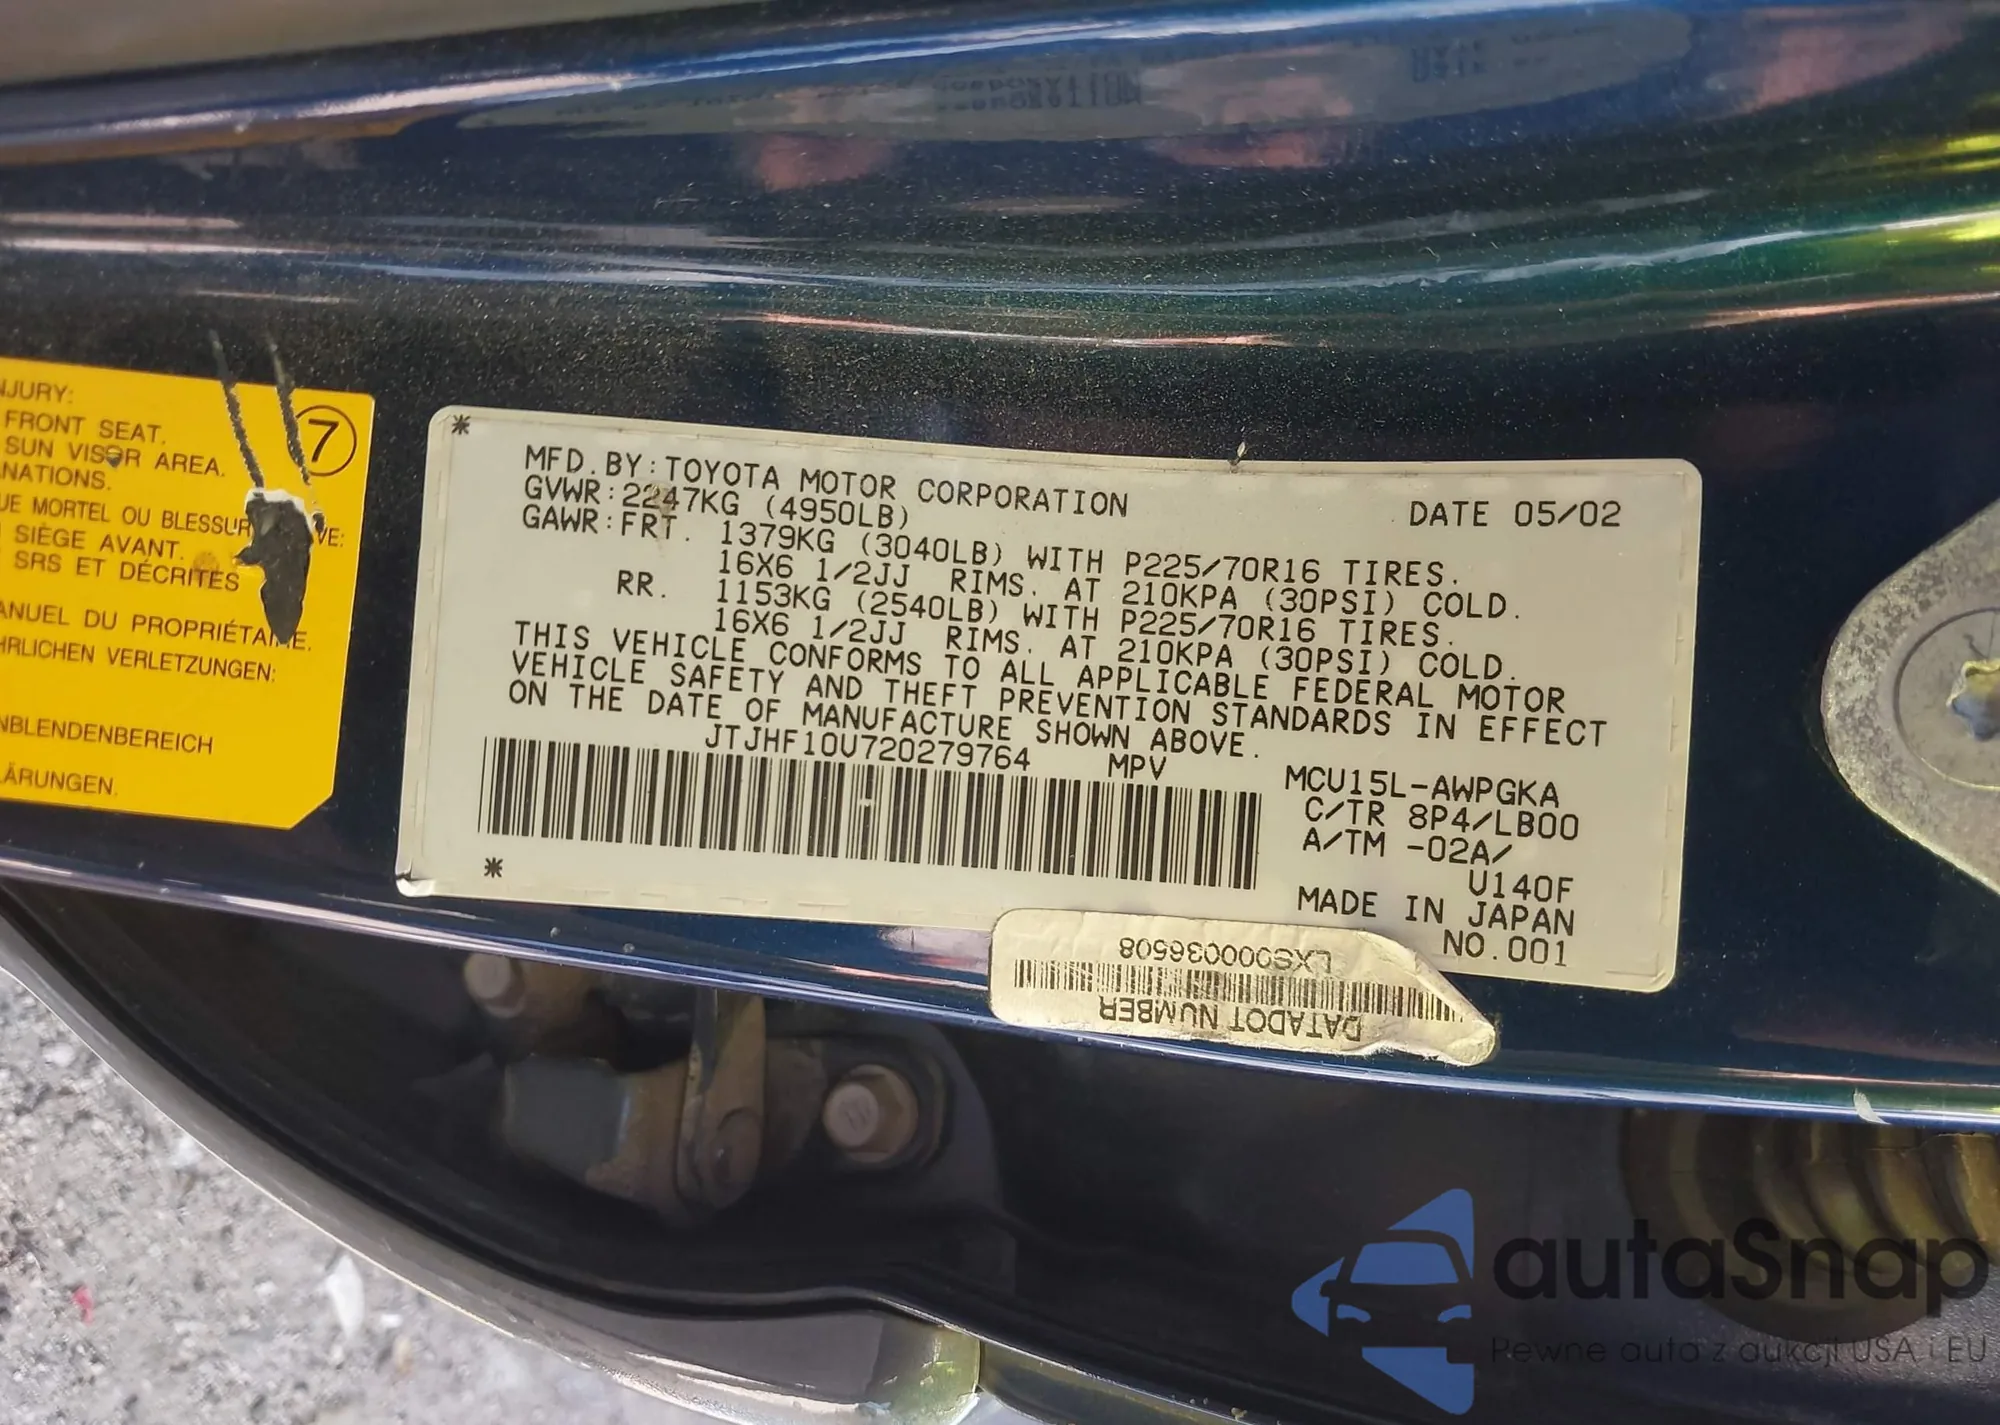 NJURY:
FRONT SEAT.
SUN VISOR AREA.
NATIONS.
UE MORTEL OU BLESSUR VE:
SIÈGE AVANT.
SRS ET DÉCRITES
ANUEL DU PROPRIÉTAIRE.
HRLICHEN VERLETZUNGEN:
NBLENDENBEREICH
LÄRUNGEN.
7
MFD.BY:TOYOTA MOTOR CORPORATION DATE 05/02
GVWR:2247KG (4950LB)
GAWR:FRT. 1379KG (3040LB) WITH P225/70R16 TIRES.
16X6 1/2JJ RIMS. AT 210KPA (30PSI) COLD.
RR. 1153KG (2540LB) WITH P225/70R16 TIRES.
16X6 1/2JJ RIMS. AT 210KPA (30PSI) COLD.
THIS VEHICLE CONFORMS TO ALL APPLICABLE FEDERAL MOTOR
VEHICLE SAFETY AND THEFT PREVENTION STANDARDS IN EFFECT
ON THE DATE OF MANUFACTURE SHOWN ABOVE.
JTJHF10U720279764 MPV
MCU15L-AWPGKA
C/TR 8P4/LB00
A/TM -02A/
U140F
MADE IN JAPAN
NO.001
DATADOT NUMBER
LXS000036508
autaSnap
Pewne auto z aukcji USA i EU